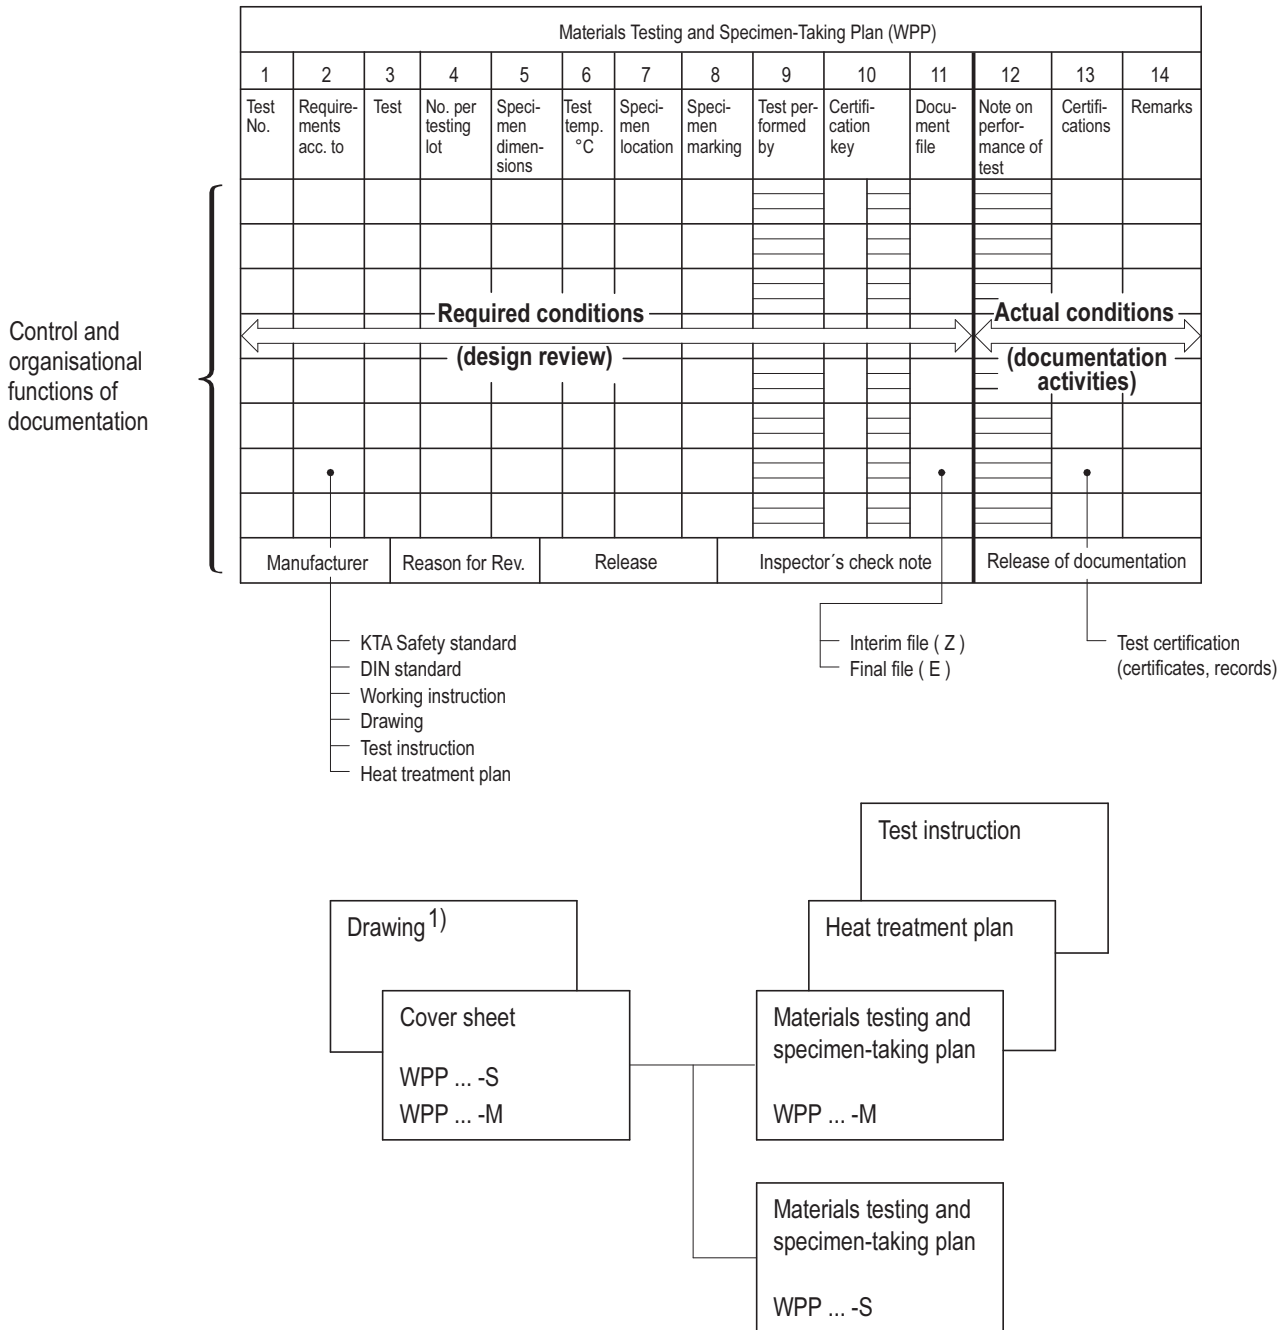 Materials Testing and Specimen-Taking Plan (WPP)
1 2 3 4 5 6 7 8 9 10 11 12 13 14
Test
No.
Require-
ments
acc. to
Test
No. per
testing
lot
Speci-
men
dimen-
sions
Test
temp.
°C
Speci-
men
location
Speci-
men
marking
Test per-
formed
by
Certifi-
cation
key
Docu-
ment
file
Note on
perfor-
mance of
test
Certifi-
cations
Remarks
Control and
organisational
functions of
documentation
Required conditions
(design review)
Actual conditions
(documentation
activities)
Manufacturer
Reason for Rev.
Release
Inspector´s check note
Release of documentation
KTA Safety standard
DIN standard
Working instruction
Drawing
Test instruction
Heat treatment plan
Interim file ( Z )
Final file ( E )
Test certification
(certificates, records)
Drawing 1)
Cover sheet
WPP ... -S
WPP ... -M
Test instruction
Heat treatment plan
Materials testing and
specimen-taking plan
WPP ... -M
Materials testing and
specimen-taking plan
WPP ... -S